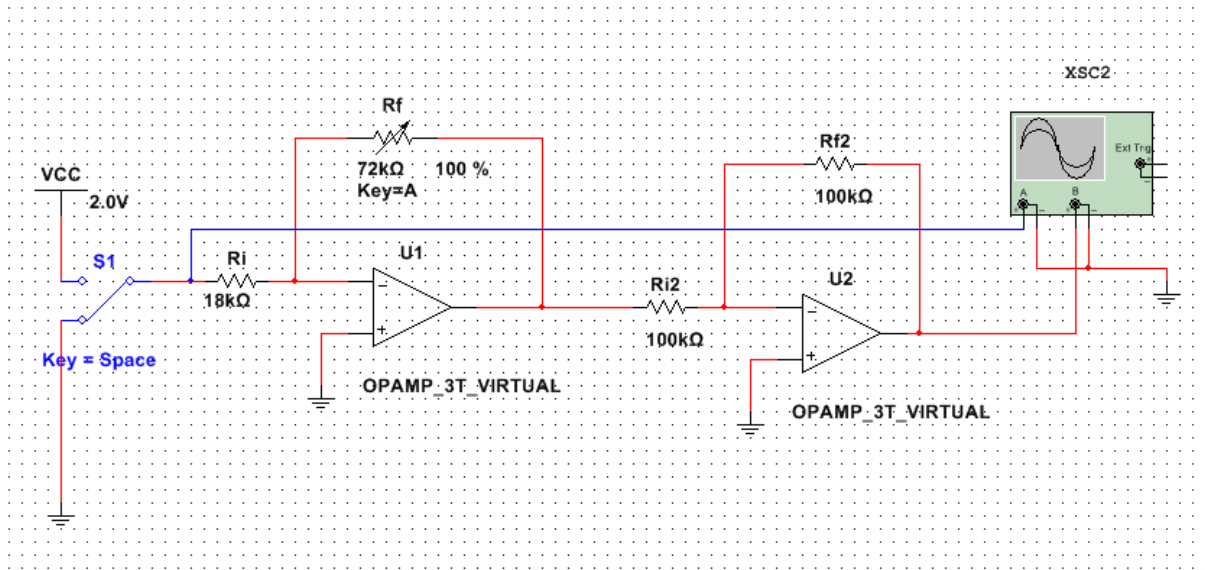 XSC2
Rf
72kΩ 100 %
Key=A
Rf2
100kΩ
Ext Trig
+
−
A
B
+ − + −
VCC
2.0V
S1
Ri
18kΩ
U1
−
+
OPAMP_3T_VIRTUAL
Ri2
100kΩ
U2
−
+
OPAMP_3T_VIRTUAL
Key = Space